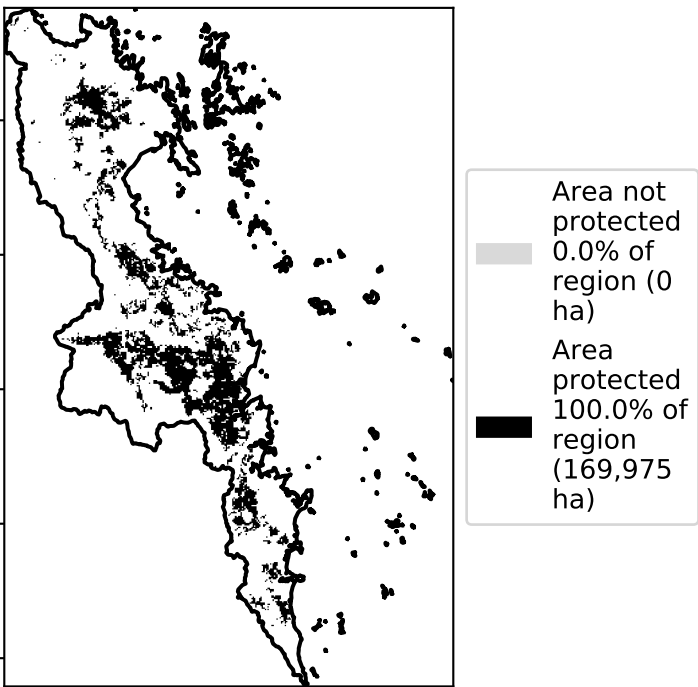 Area not
protected
0.0% of
region (0
ha)
Area
protected
100.0% of
region
(169,975
ha)